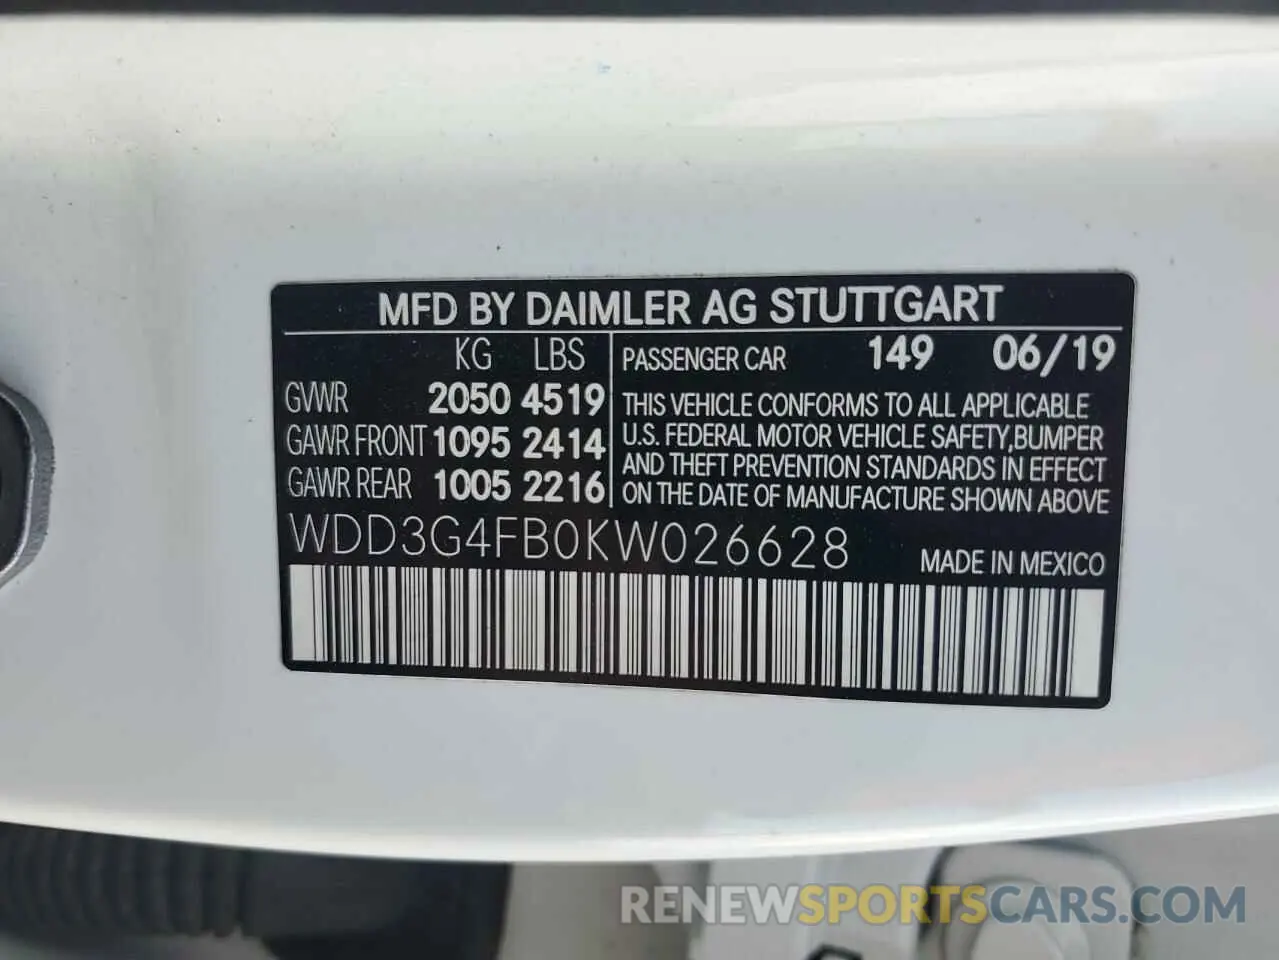 MFD BY DAIMLER AG STUTTGART
KG LBS
GVWR 2050 4519
GAWR FRONT 1095 2414
GAWR REAR 1005 2216
PASSENGER CAR 149 06/19
THIS VEHICLE CONFORMS TO ALL APPLICABLE
U.S. FEDERAL MOTOR VEHICLE SAFETY,BUMPER
AND THEFT PREVENTION STANDARDS IN EFFECT
ON THE DATE OF MANUFACTURE SHOWN ABOVE
WDD3G4FB0KW026628
MADE IN MEXICO
RENEWSPORTSCARS.COM